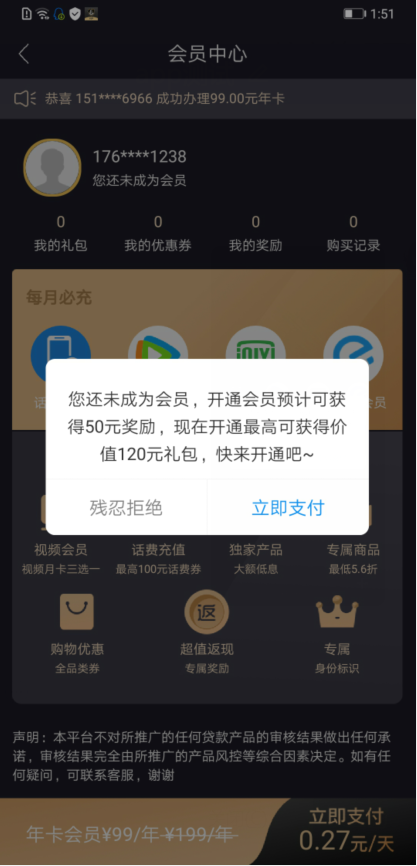 1:51
会员中心
恭喜 151****6966 成功办理99.00元年卡
176****1238
您还未成为会员
0 0 0 0
我的礼包 我的优惠券 我的奖励 购买记录
每月必充
您还未成为会员，开通会员预计可获
得50元奖励，现在开通最高可获得价
值120元礼包，快来开通吧~
残忍拒绝 立即支付
视频会员 话费充值 独家产品 专属商品
视频月卡三选一 最高100元话费券 大额低息 最低5.6折
返
购物优惠 超值返现 专属
全品类券 专属奖励 身份标识
声明：本平台不对所推广的任何贷款产品的审核结果做出任何承
诺，审核结果完全由所推广的产品风控等综合因素决定。如有任
何疑问，可联系客服，谢谢
年卡会员¥99/年 ¥199/年
立即支付
0.27元/天